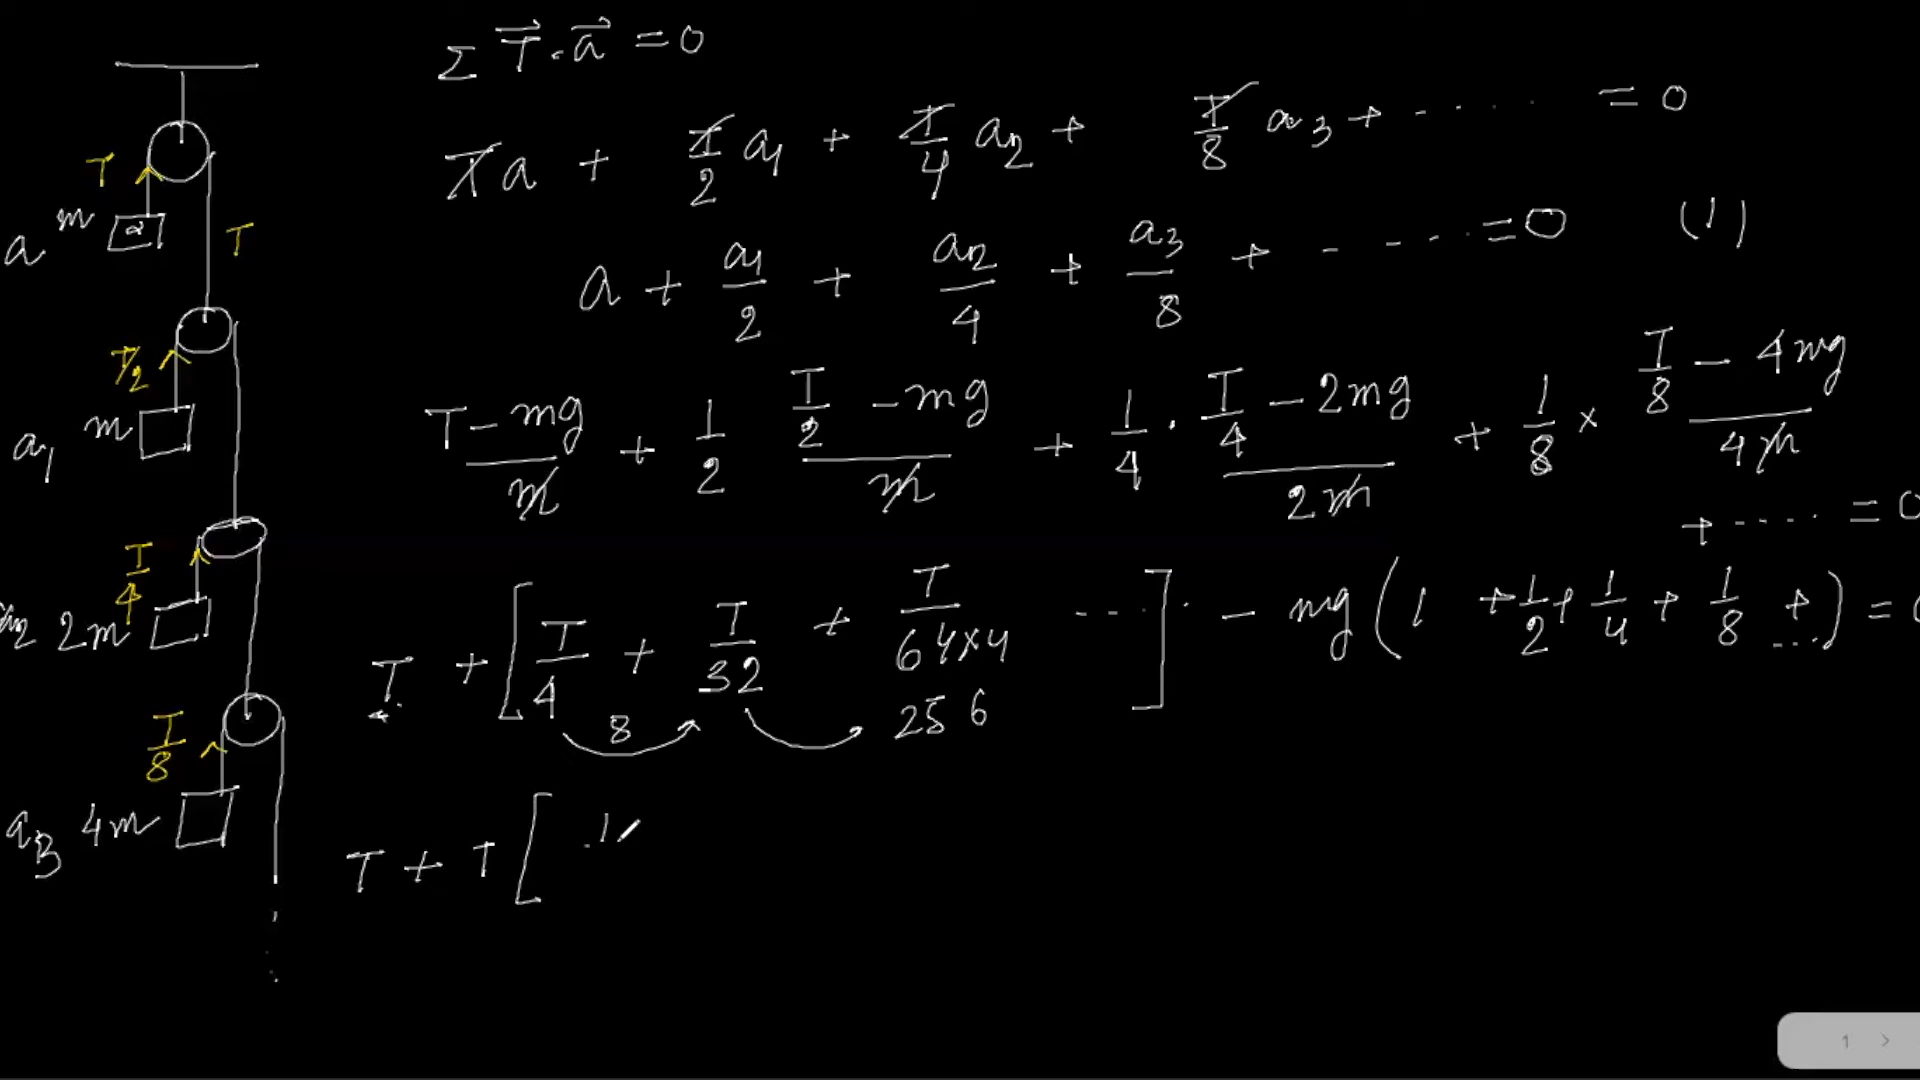 Σ T⃗ . a⃗ = 0
Ta + T/2 a1 + T/4 a2 + T/8 a3 + ...... = 0
a + a1/2 + a2/4 + a3/8 + - - - - . = 0 (1)
(T - mg)/m + 1/2 (T/2 - mg)/m + 1/4 . (T/4 - 2mg)/2m + 1/8 × (T/8 - 4mg)/4m
+ ..... = 0
T + [ T/4 + T/32 + T/(64×4) ... ] - mg ( 1 + 1/2 + 1/4 + 1/8 + ... ) = 0
8
256
T + T [
T
T
a m
T/2
a1 m
T/4
a2 2m
T/8
a3 4m
1 >